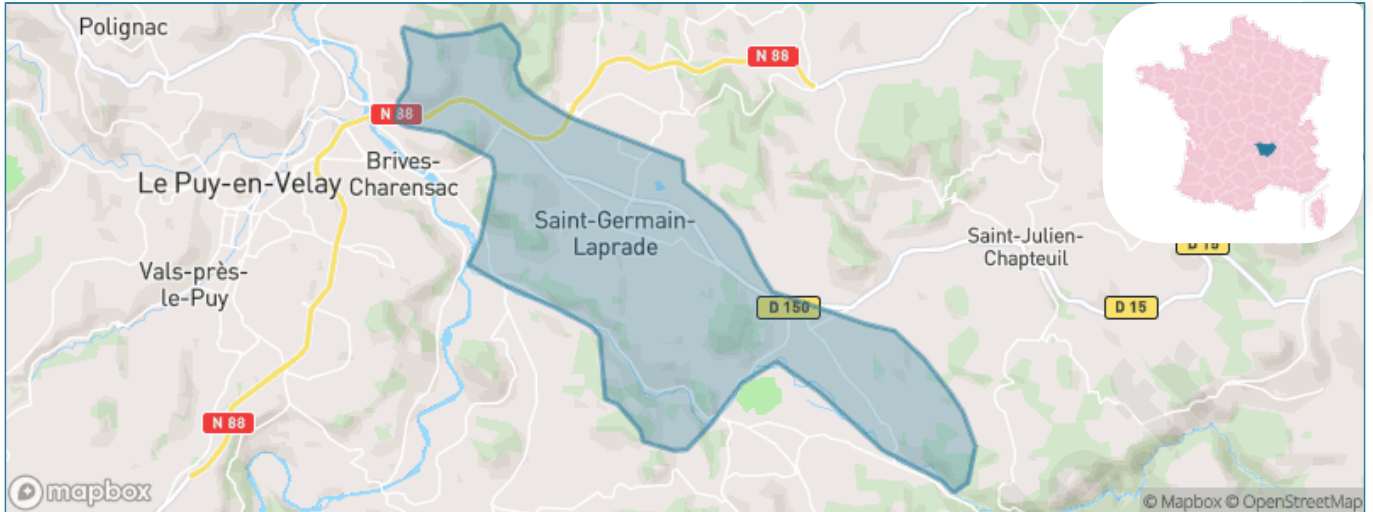 Polignac
N 88
N 88
Brives-
Charensac
Le Puy-en-Velay
Saint-Germain-
Laprade
Saint-Julien-
Chapteuil
D 15
Vals-près-
le-Puy
D 150
D 15
N 88
mapbox
© Mapbox © OpenStreetMap